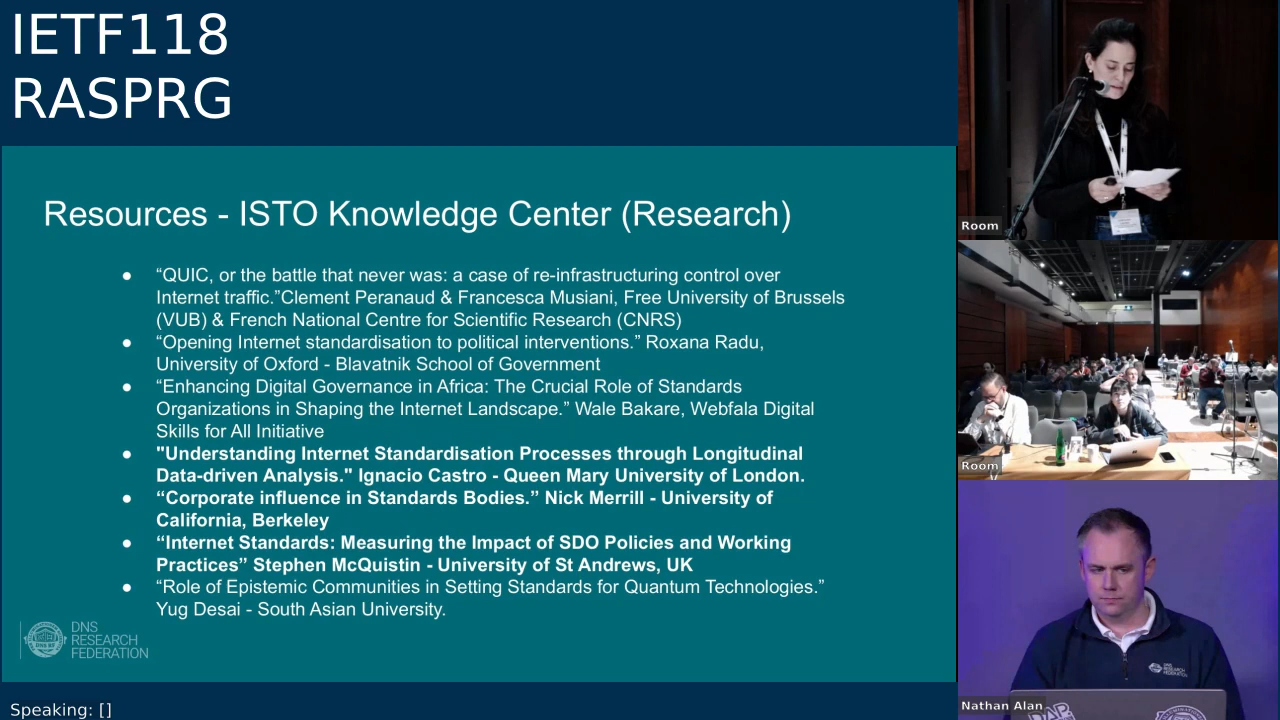 IETF118
RASPRG
Resources - ISTO Knowledge Center (Research)
● “QUIC, or the battle that never was: a case of re-infrastructuring control over
Internet traffic.”Clement Peranaud & Francesca Musiani, Free University of Brussels
(VUB) & French National Centre for Scientific Research (CNRS)
● “Opening Internet standardisation to political interventions.” Roxana Radu,
University of Oxford - Blavatnik School of Government
● “Enhancing Digital Governance in Africa: The Crucial Role of Standards
Organizations in Shaping the Internet Landscape.” Wale Bakare, Webfala Digital
Skills for All Initiative
● "Understanding Internet Standardisation Processes through Longitudinal
Data-driven Analysis." Ignacio Castro - Queen Mary University of London.
● “Corporate influence in Standards Bodies.” Nick Merrill - University of
California, Berkeley
● “Internet Standards: Measuring the Impact of SDO Policies and Working
Practices” Stephen McQuistin - University of St Andrews, UK
● “Role of Epistemic Communities in Setting Standards for Quantum Technologies.”
Yug Desai - South Asian University.
DNS RF
DNS
RESEARCH
FEDERATION
Speaking: []
Room
Room
DNS
RESEARCH
FEDERATION
Nathan Alan